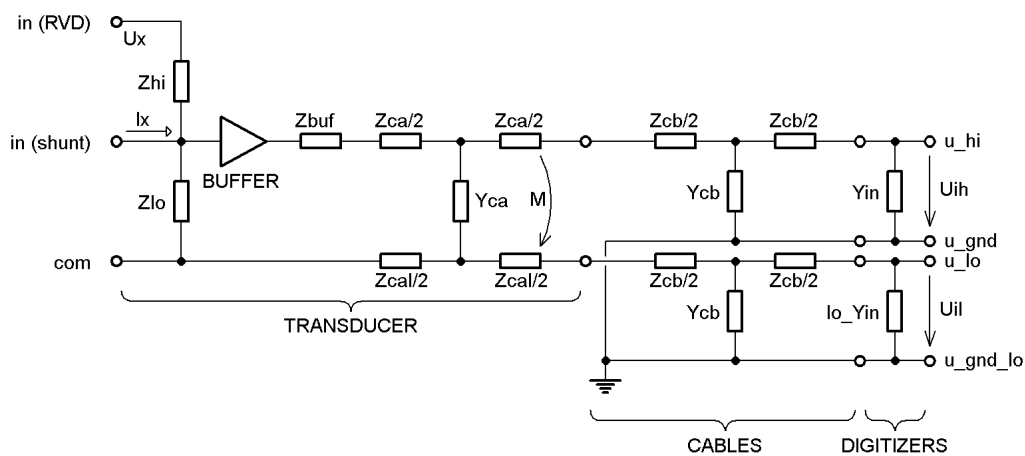 in (RVD)
Ux
Zhi
Ix
in (shunt)
BUFFER
Zbuf
Zca/2
Zca/2
Zcb/2
Zcb/2
u_hi
Zlo
Yca
M
Ycb
Yin
Uih
u_gnd
com
Zcal/2
Zcal/2
Zcb/2
Zcb/2
u_lo
Ycb
lo_Yin
Uil
u_gnd_lo
TRANSDUCER
CABLES
DIGITIZERS